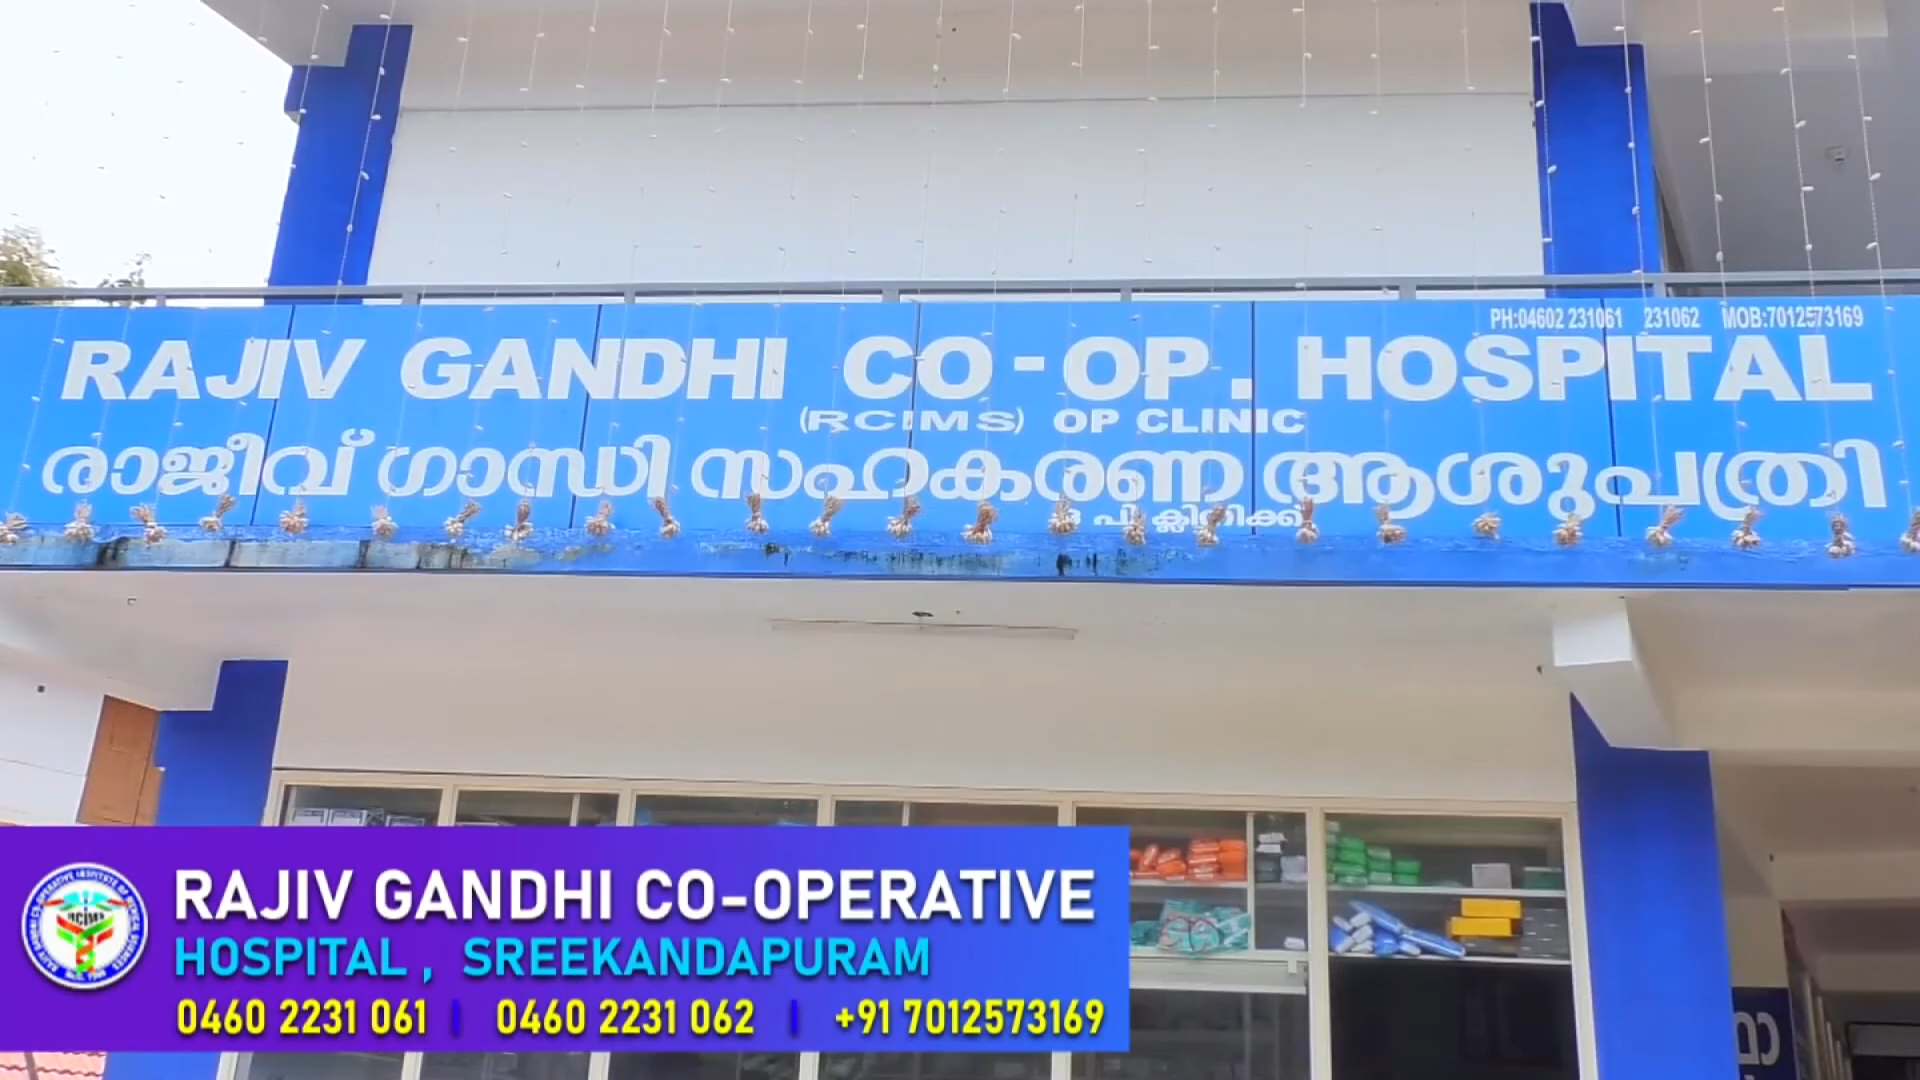 PH:04602 231061 231062 MOB:7012573169
RAJIV GANDHI CO-OP. HOSPITAL
(RCIMS) OP CLINIC
രാജീവ് ഗാന്ധി സഹകരണ ആശുപത്രി
ഒ പി ക്ലിനിക്ക്
RAJIV GANDHI CO-OPERATIVE
HOSPITAL , SREEKANDAPURAM
0460 2231 061 | 0460 2231 062 | +91 7012573169